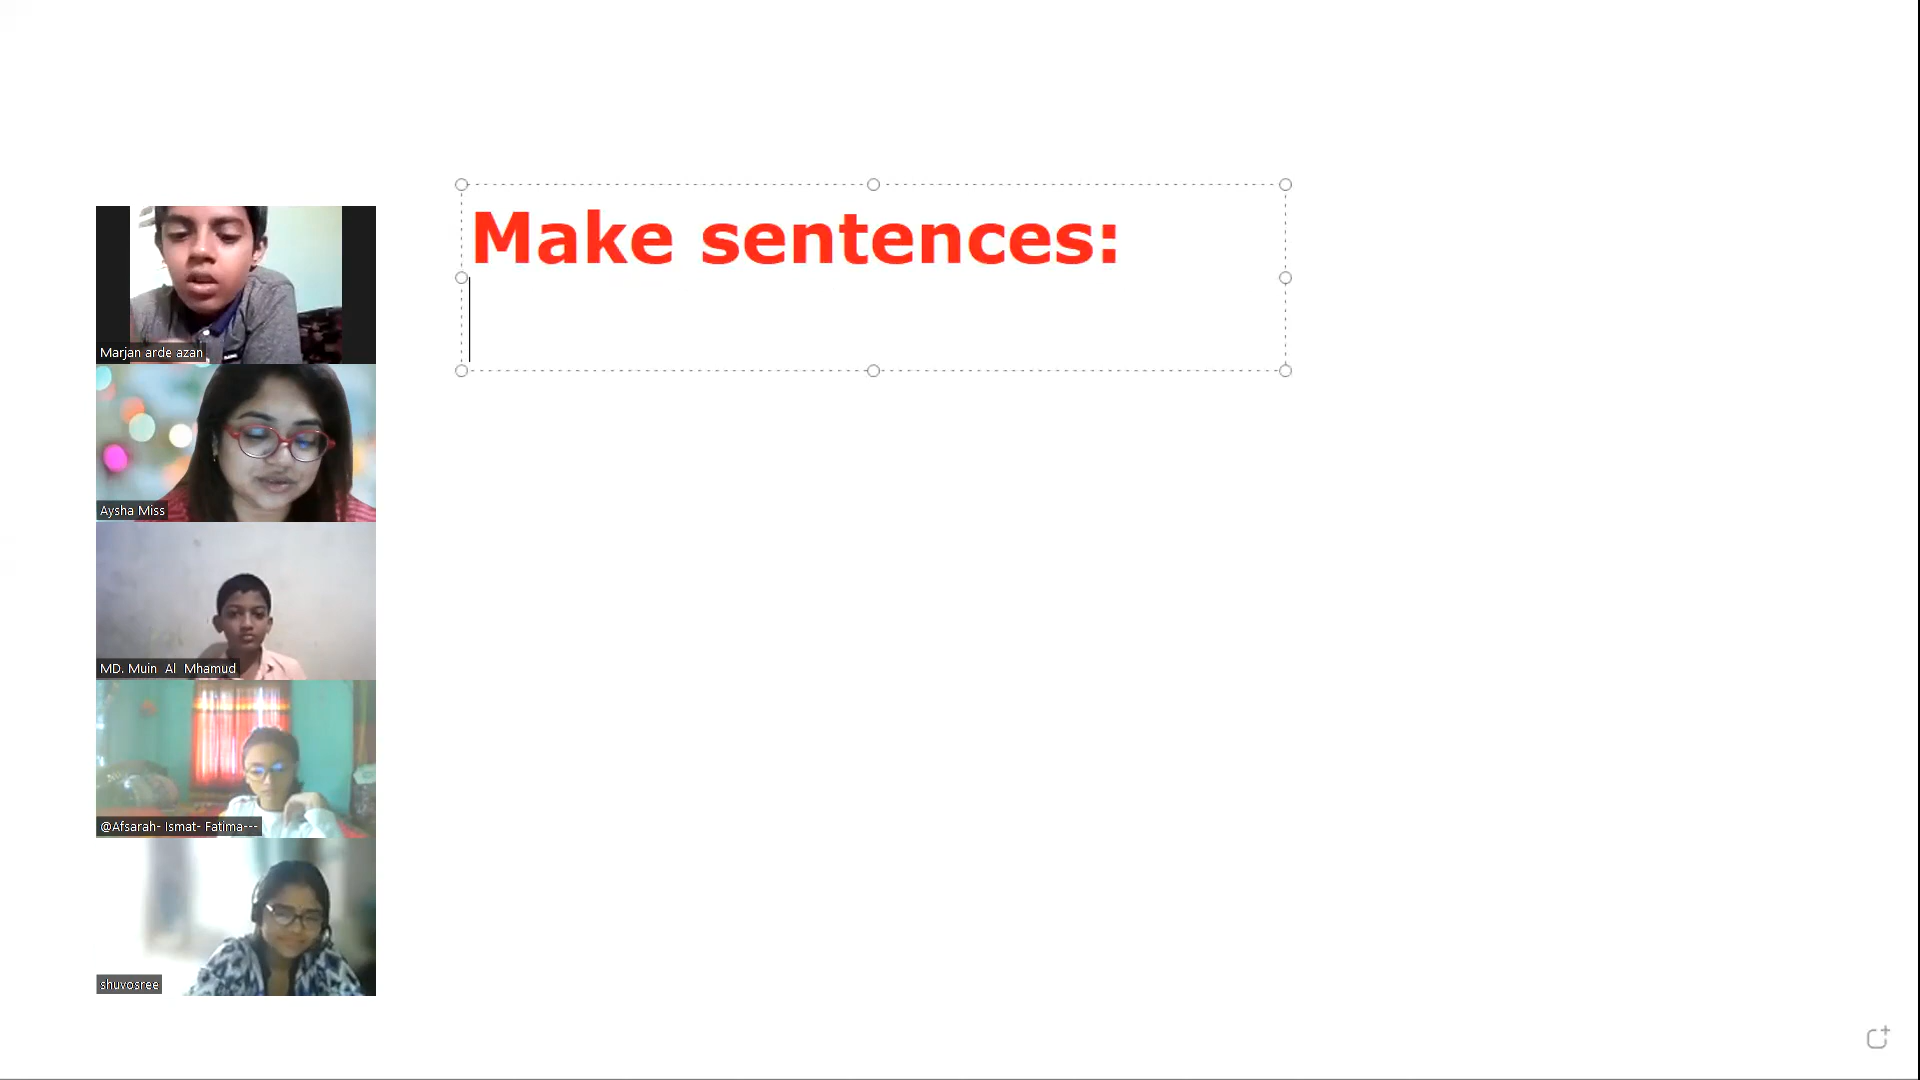 Make sentences:
Marjan arde azan
Aysha Miss
MD. Muin Al Mhamud
@Afsarah- Ismat- Fatima---
shuvosree